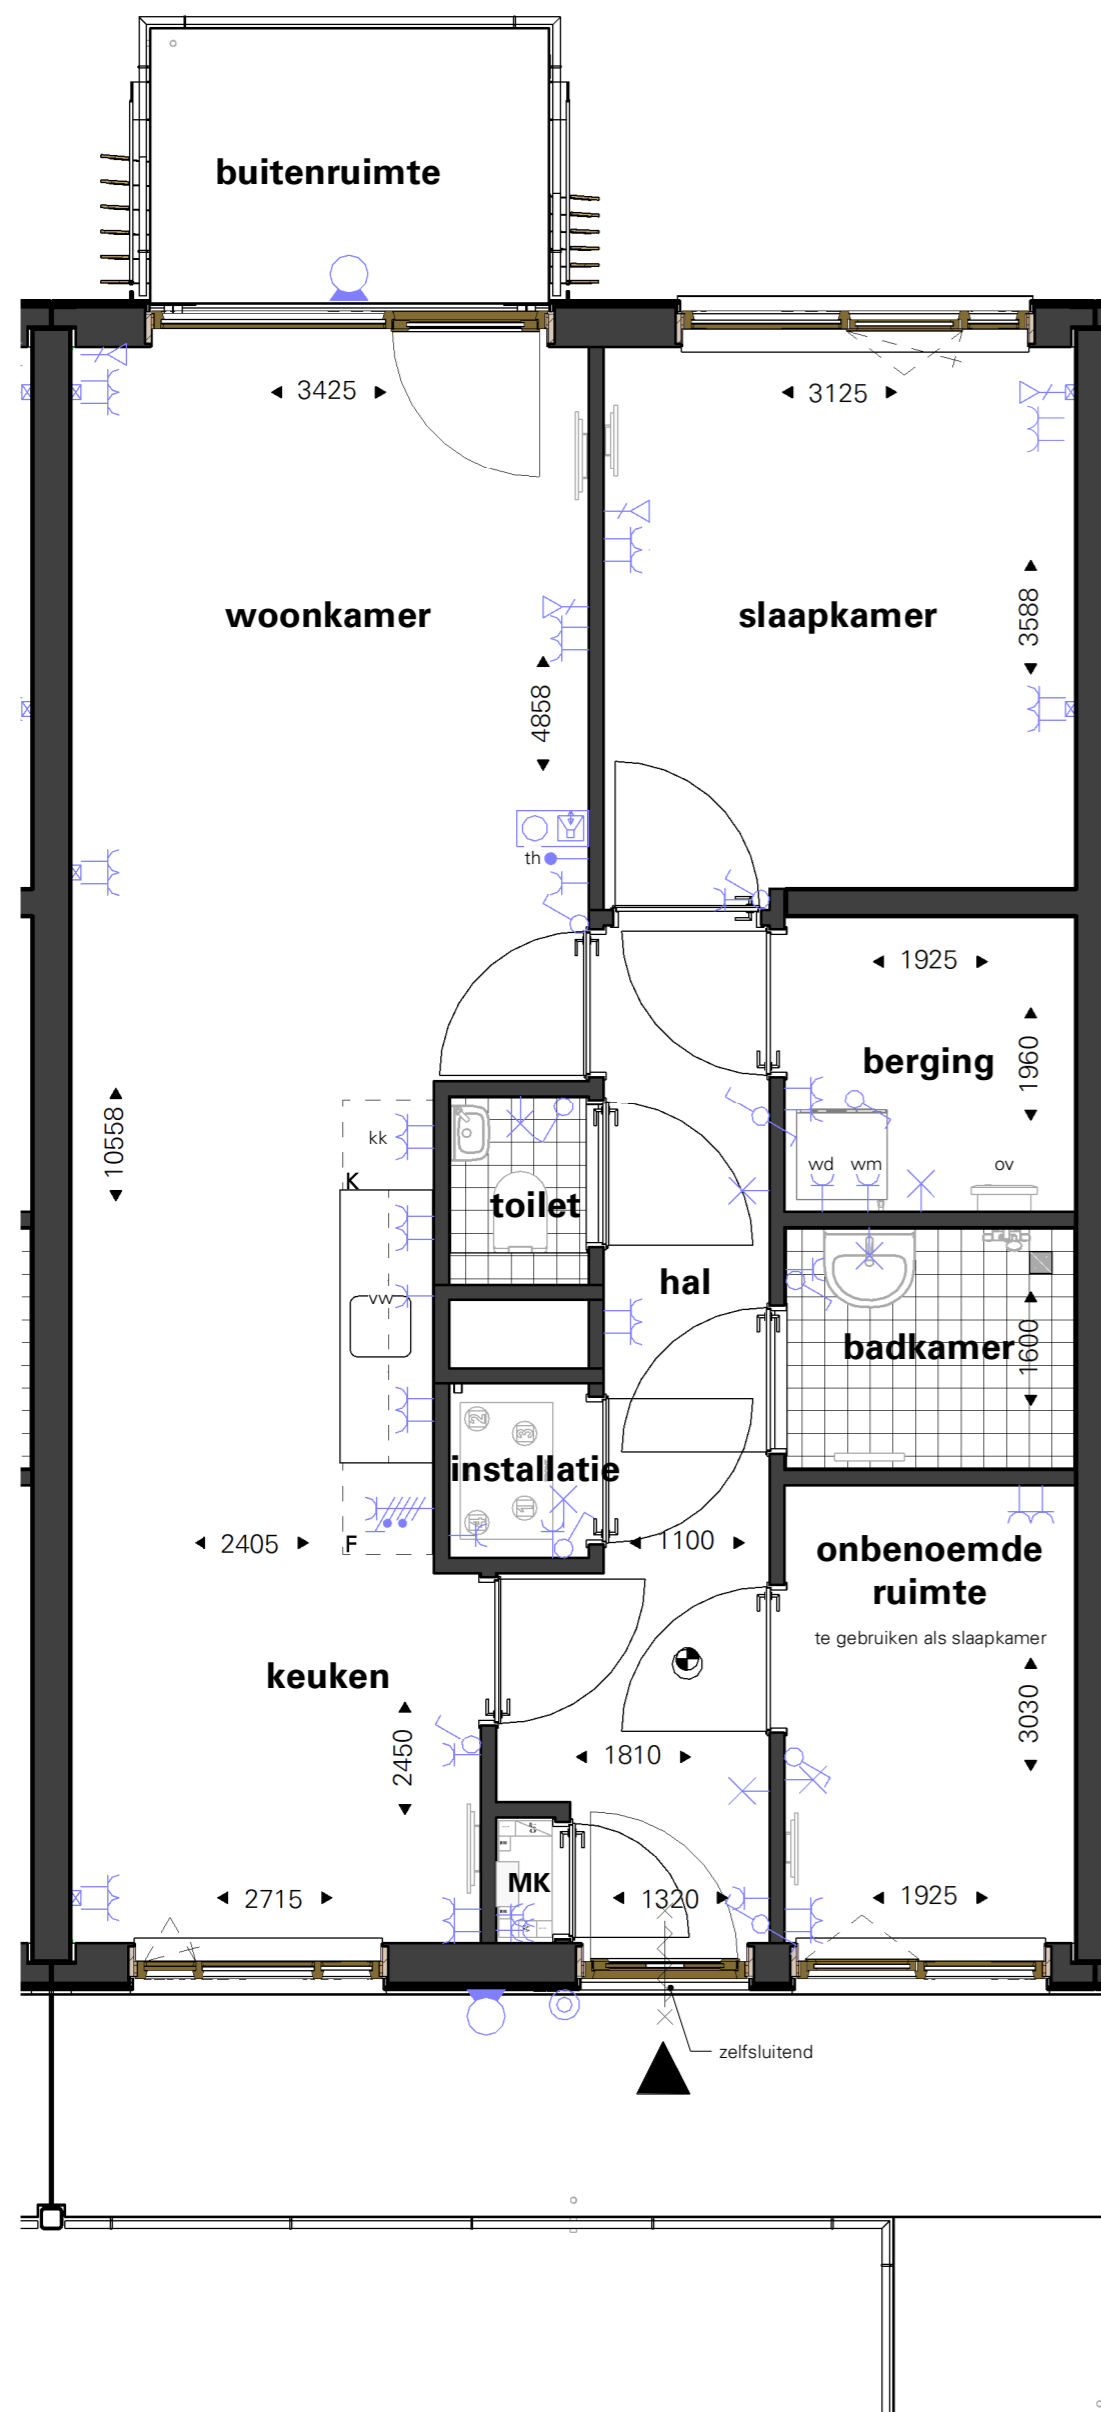 buitenruimte
3425
3125
woonkamer
slaapkamer
3588
4858
th
1925
berging
1960
10558
kk
K
wd
wm
ov
toilet
hal
vw
badkamer
1600
installatie
2405
F
1100
onbenoemde
ruimte
te gebruiken als slaapkamer
keuken
3030
2450
1810
MK
2715
1320
1925
zelfsluitend